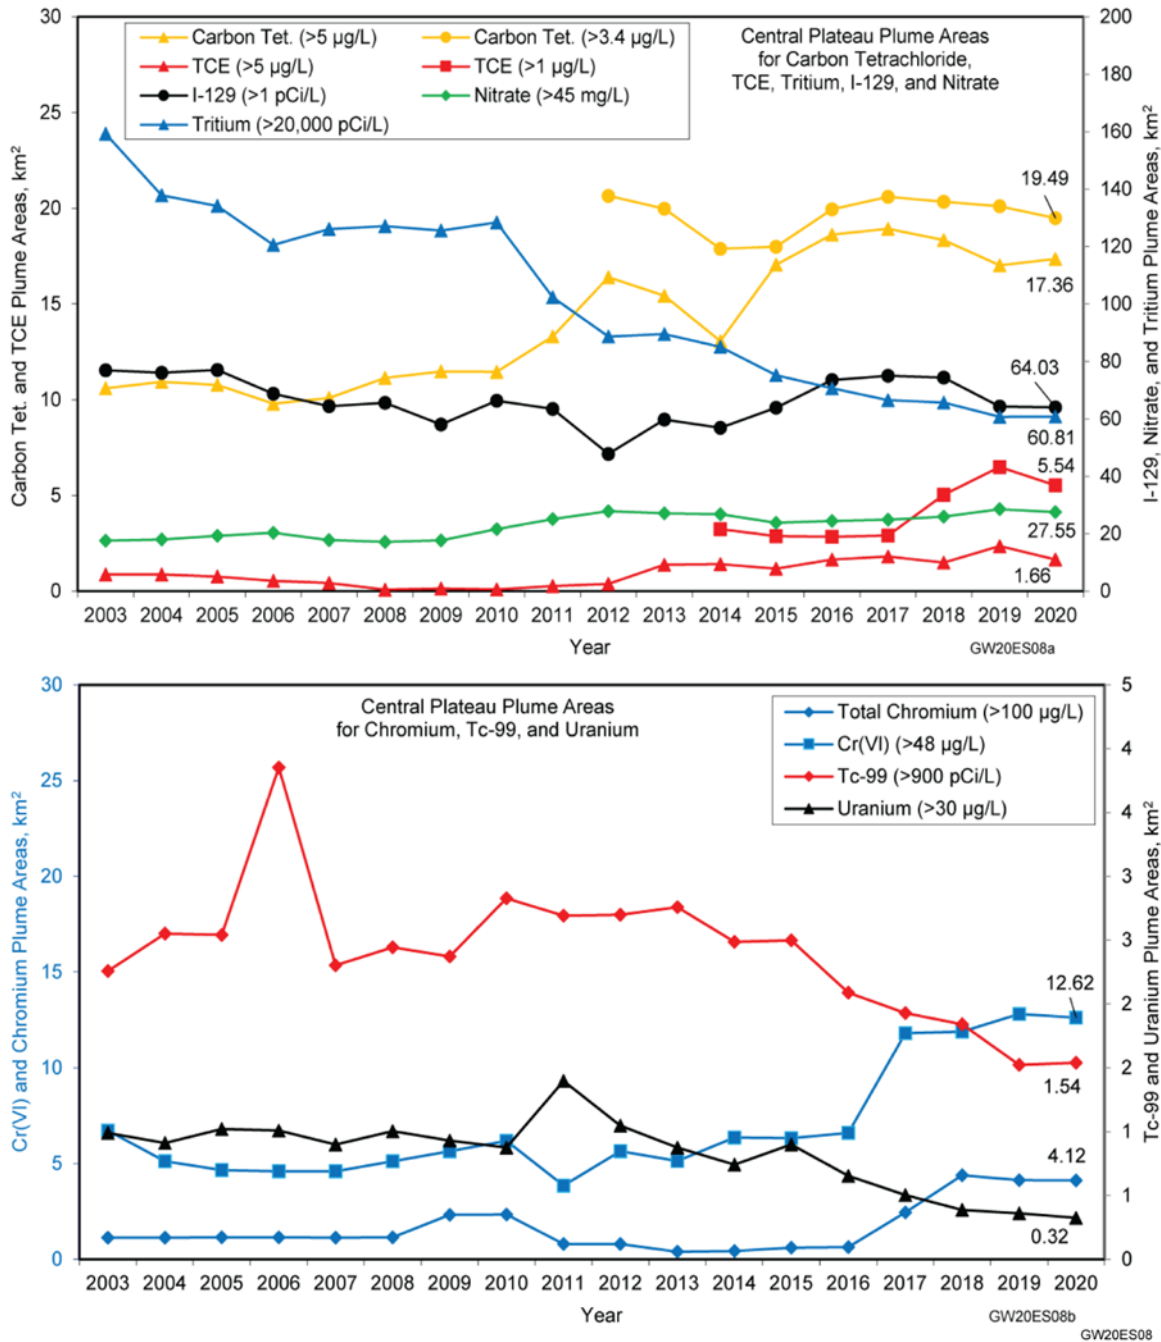 Central Plateau Plume Areas
for Carbon Tetrachloride,
TCE, Tritium, I-129, and Nitrate
Carbon Tet. (>5 µg/L)
Carbon Tet. (>3.4 µg/L)
TCE (>5 µg/L)
TCE (>1 µg/L)
I-129 (>1 pCi/L)
Nitrate (>45 mg/L)
Tritium (>20,000 pCi/L)
Carbon Tet. and TCE Plume Areas, km²
30
25
20
15
10
5
0
I-129, Nitrate, and Tritium Plume Areas, km²
200
180
160
140
120
100
80
60
40
20
0
19.49
17.36
64.03
60.81
5.54
27.55
1.66
2003 2004 2005 2006 2007 2008 2009 2010 2011 2012 2013 2014 2015 2016 2017 2018 2019 2020
Year
GW20ES08a
Central Plateau Plume Areas
for Chromium, Tc-99, and Uranium
Total Chromium (>100 µg/L)
Cr(VI) (>48 µg/L)
Tc-99 (>900 pCi/L)
Uranium (>30 µg/L)
Cr(VI) and Chromium Plume Areas, km²
30
25
20
15
10
5
0
Tc-99 and Uranium Plume Areas, km²
5
4
4
3
3
2
2
1
1
0
12.62
1.54
4.12
0.32
2003 2004 2005 2006 2007 2008 2009 2010 2011 2012 2013 2014 2015 2016 2017 2018 2019 2020
Year
GW20ES08b
GW20ES08